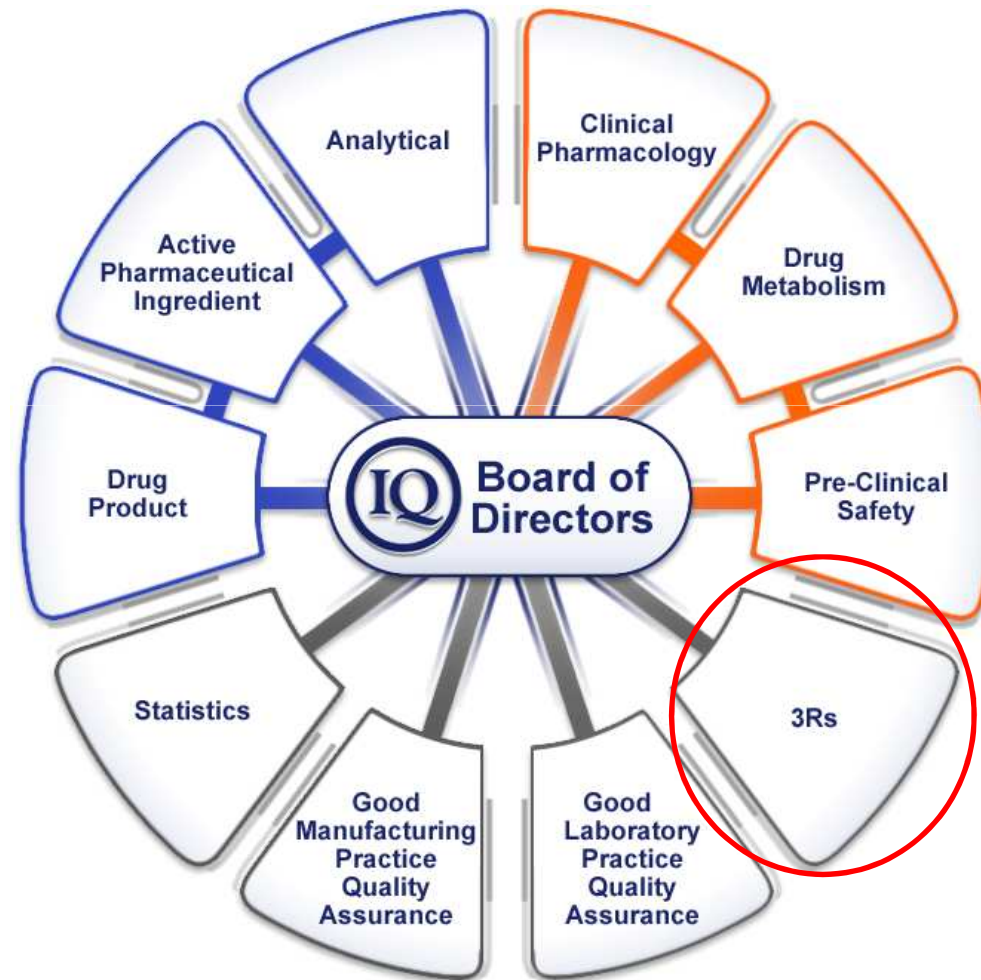 Analytical
Clinical
Pharmacology
Active
Pharmaceutical
Ingredient
Drug
Metabolism
Drug
Product
IQ
Board of
Directors
Pre-Clinical
Safety
Statistics
3Rs
Good
Manufacturing
Practice
Quality
Assurance
Good
Laboratory
Practice
Quality
Assurance